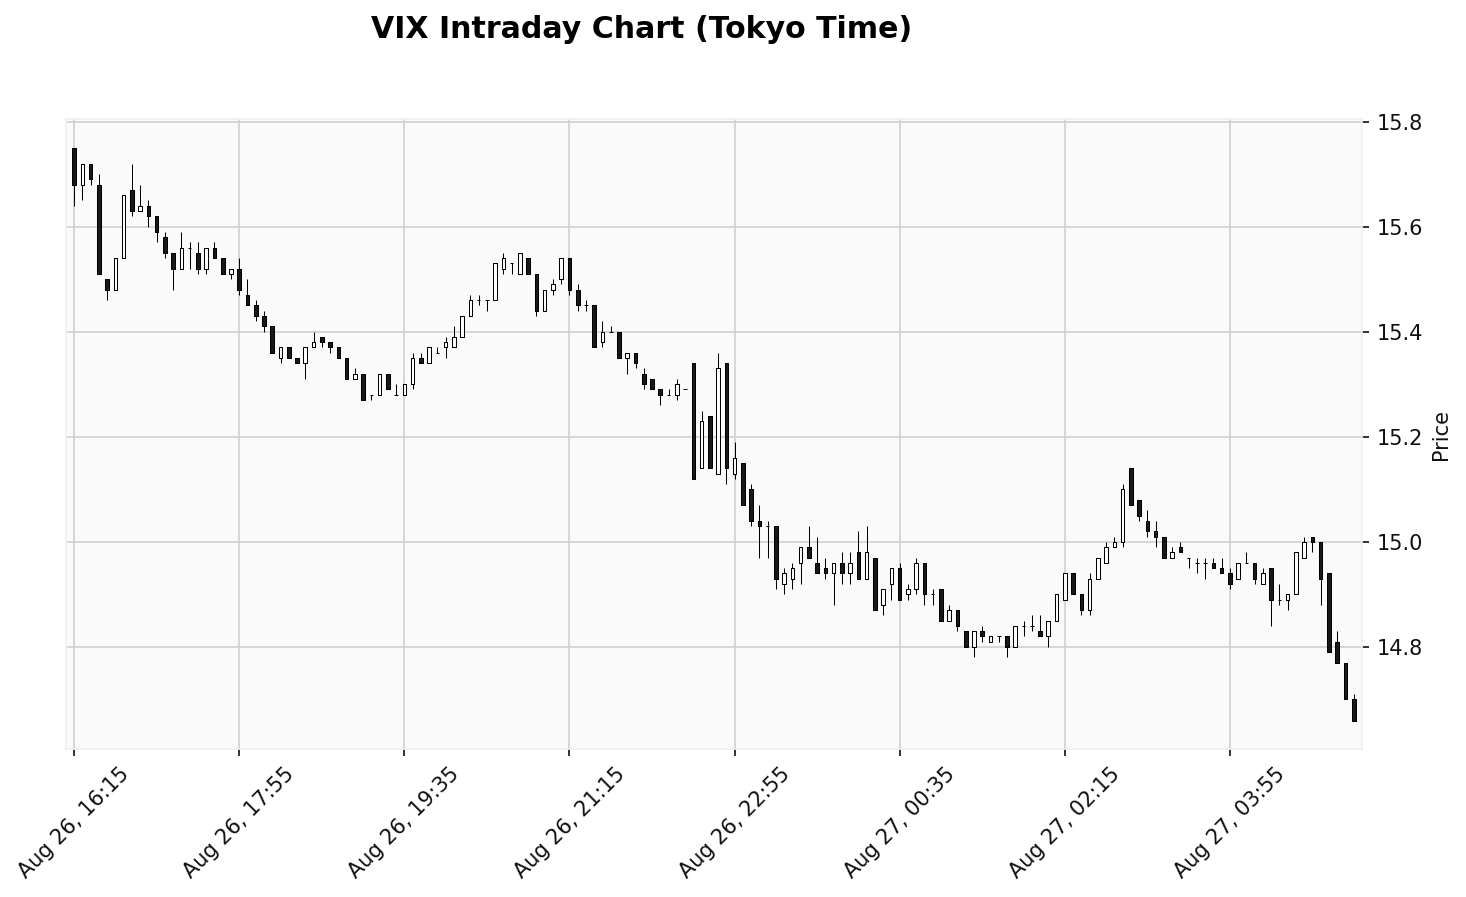 VIX Intraday Chart (Tokyo Time)
15.8
15.6
15.4
15.2
15.0
14.8
Price
Aug 26, 16:15
Aug 26, 17:55
Aug 26, 19:35
Aug 26, 21:15
Aug 26, 22:55
Aug 27, 00:35
Aug 27, 02:15
Aug 27, 03:55